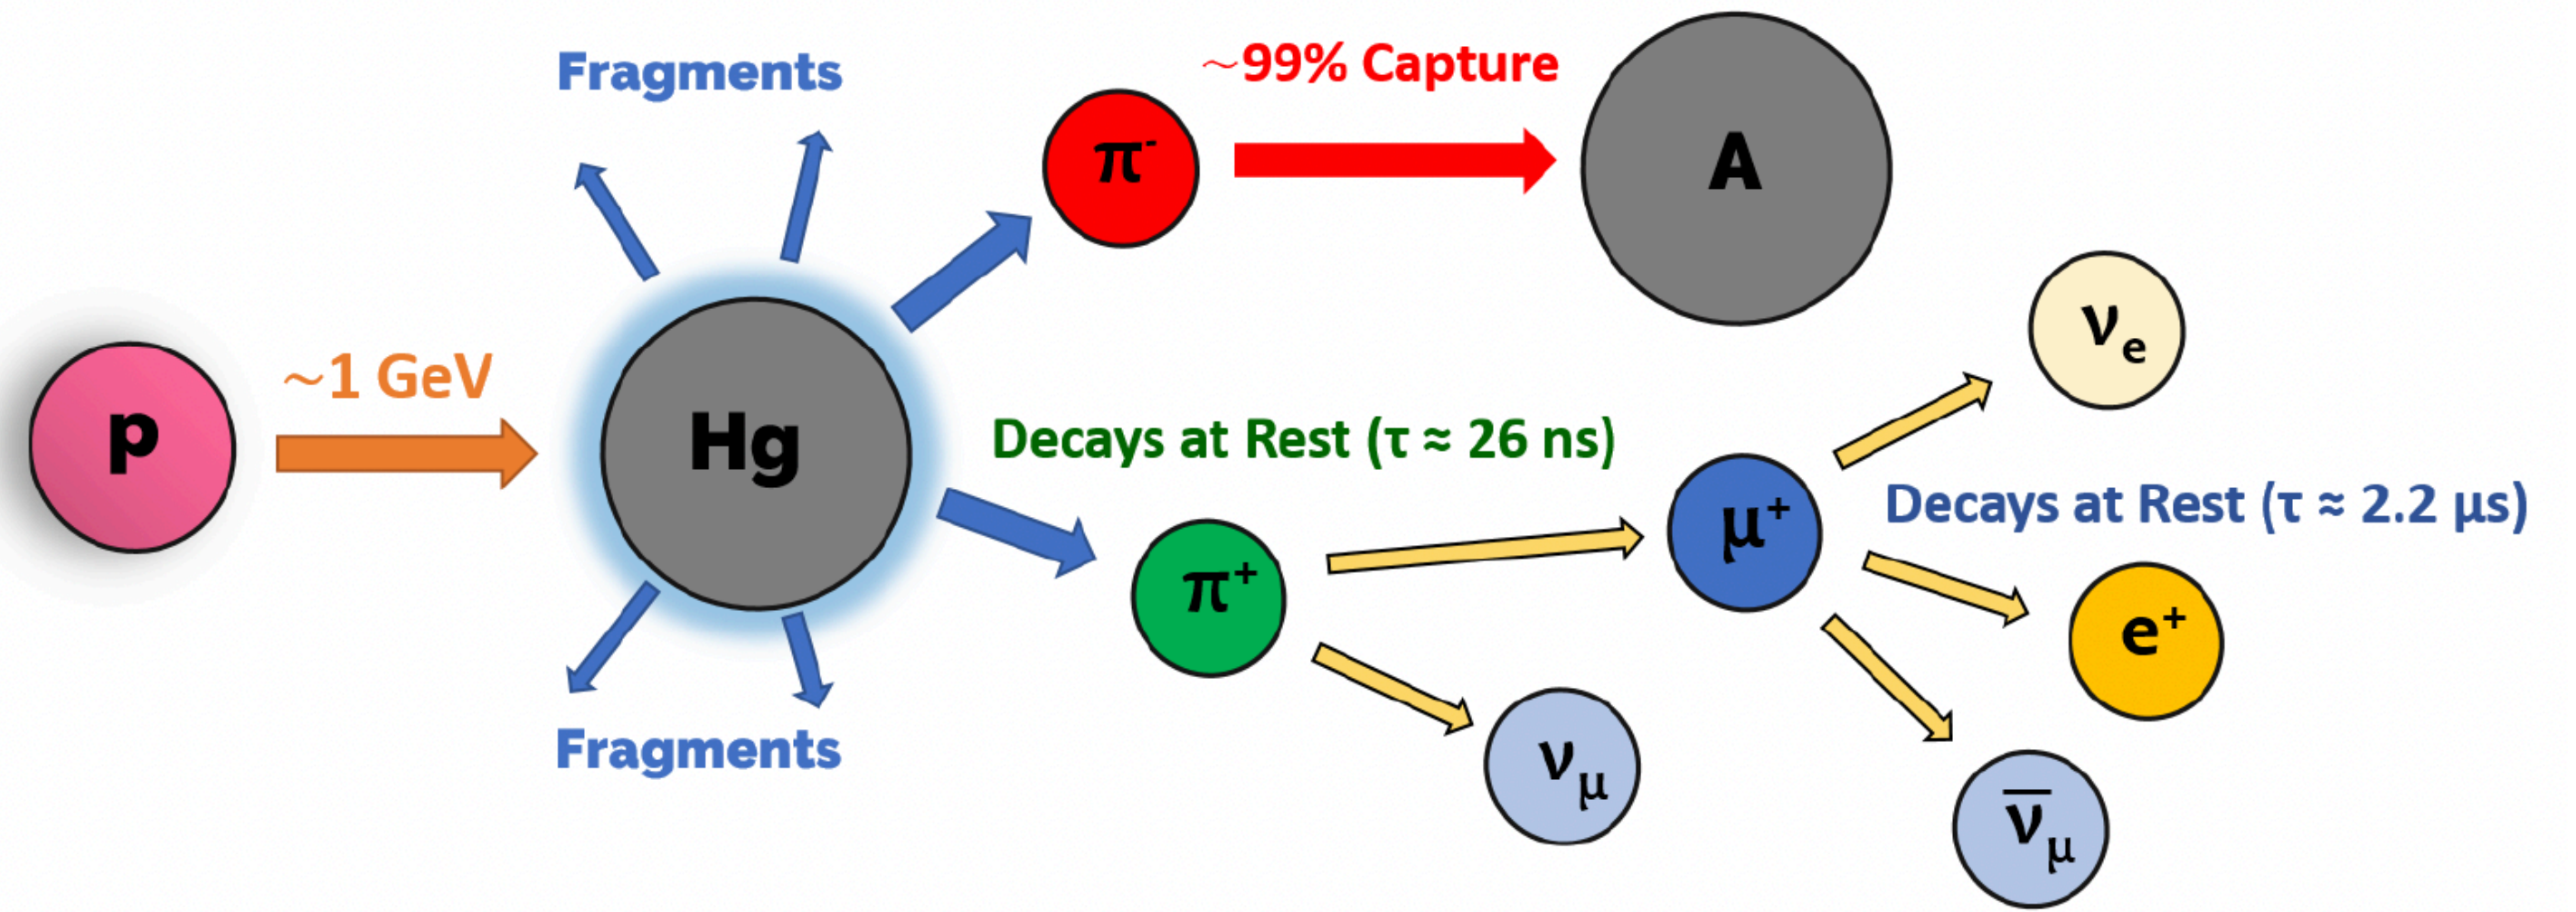 Fragments
~99% Capture
π-
A
νe
~1 GeV
p
Hg
Decays at Rest (τ ≈ 26 ns)
μ+
Decays at Rest (τ ≈ 2.2 μs)
π+
e+
νμ
Fragments
ν̅μ